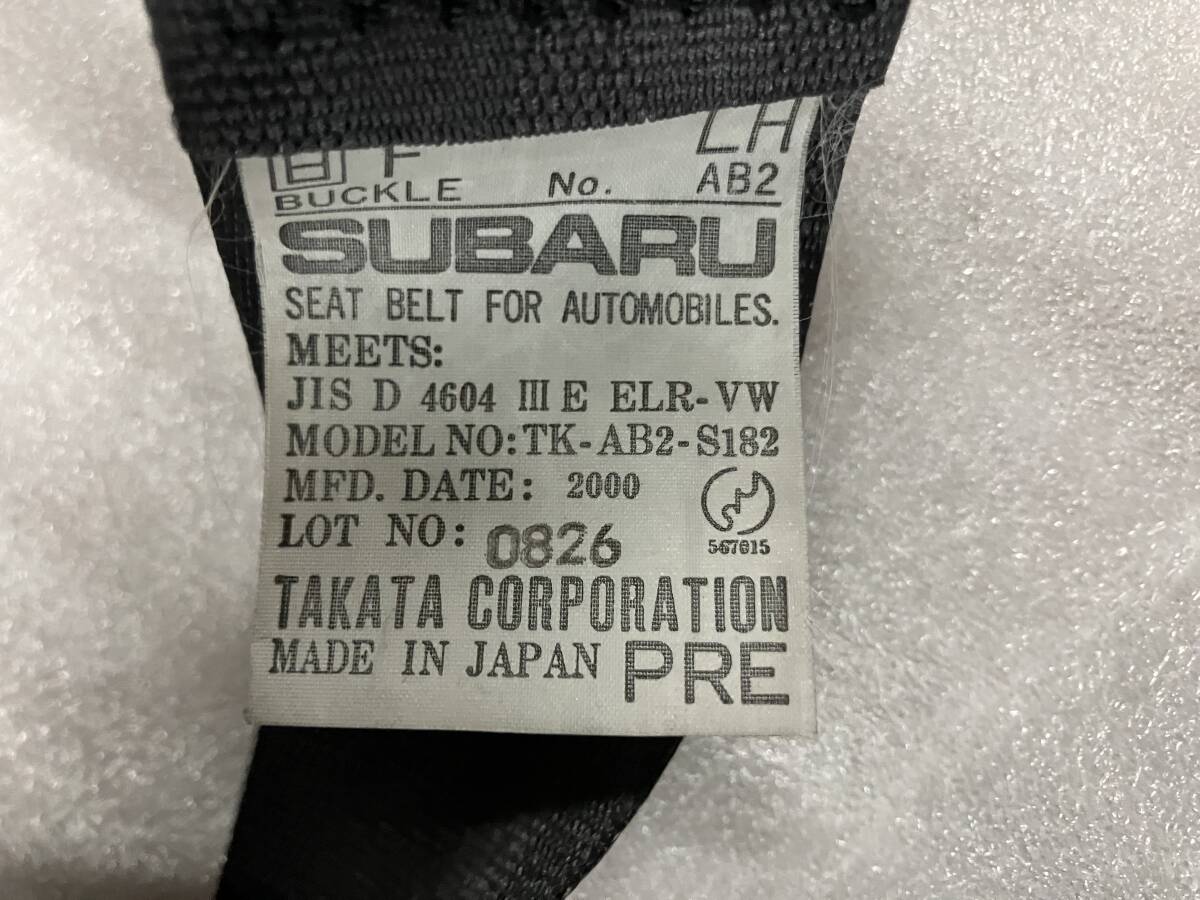 日 F LH
BUCKLE No. AB2
SUBARU
SEAT BELT FOR AUTOMOBILES.
MEETS:
JIS D 4604 III E ELR-VW
MODEL NO:TK-AB2-S182
MFD. DATE: 2000
LOT NO: 0826
567615
TAKATA CORPORATION
MADE IN JAPAN PRE